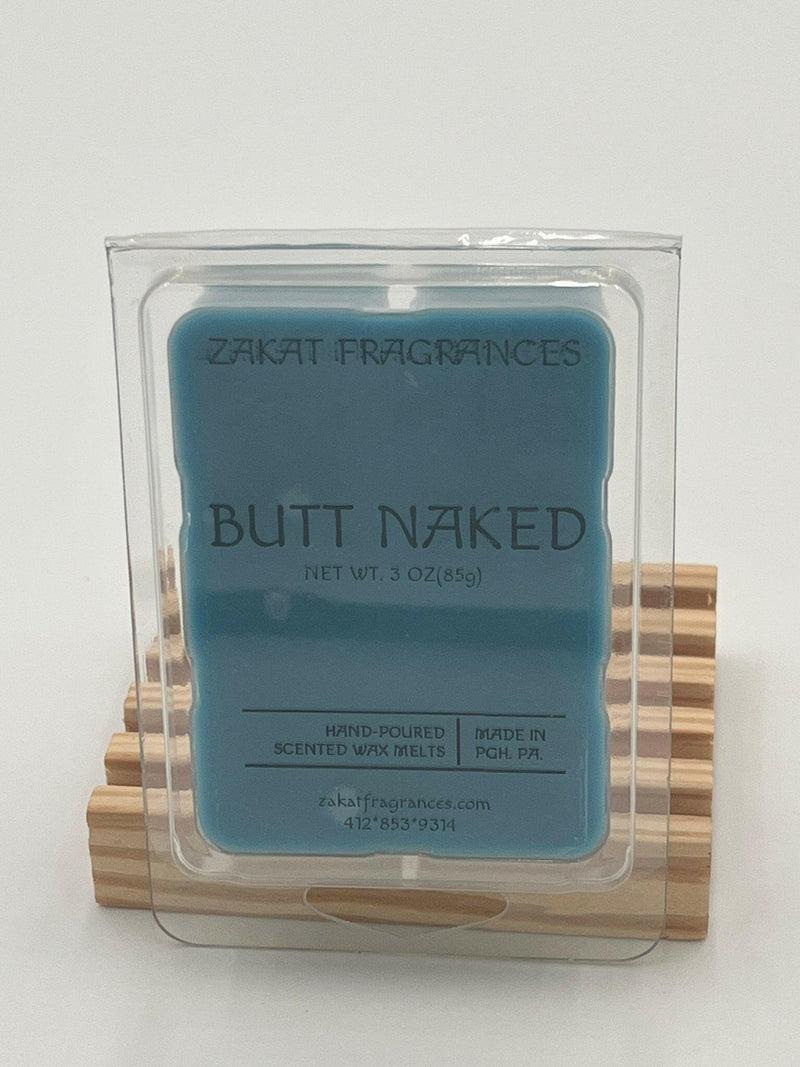 ZAKAT FRAGRANCES
BUTT NAKED
NET WT. 3 OZ(85g)
HAND-POURED
SCENTED WAX MELTS
MADE IN
PGH. PA.
zakatfragrances.com
412*853*9314